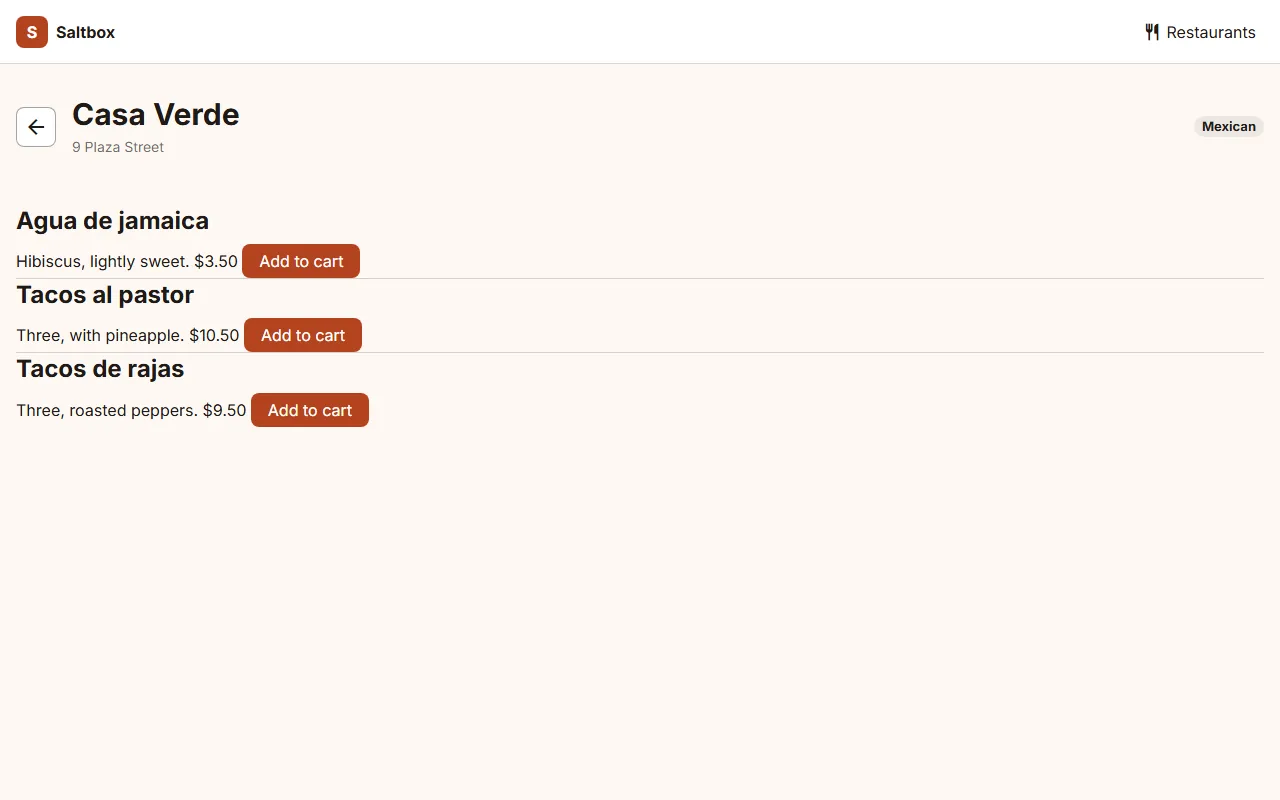 S Saltbox
Restaurants
Casa Verde
9 Plaza Street
Mexican
Agua de jamaica
Hibiscus, lightly sweet. $3.50 Add to cart
Tacos al pastor
Three, with pineapple. $10.50 Add to cart
Tacos de rajas
Three, roasted peppers. $9.50 Add to cart